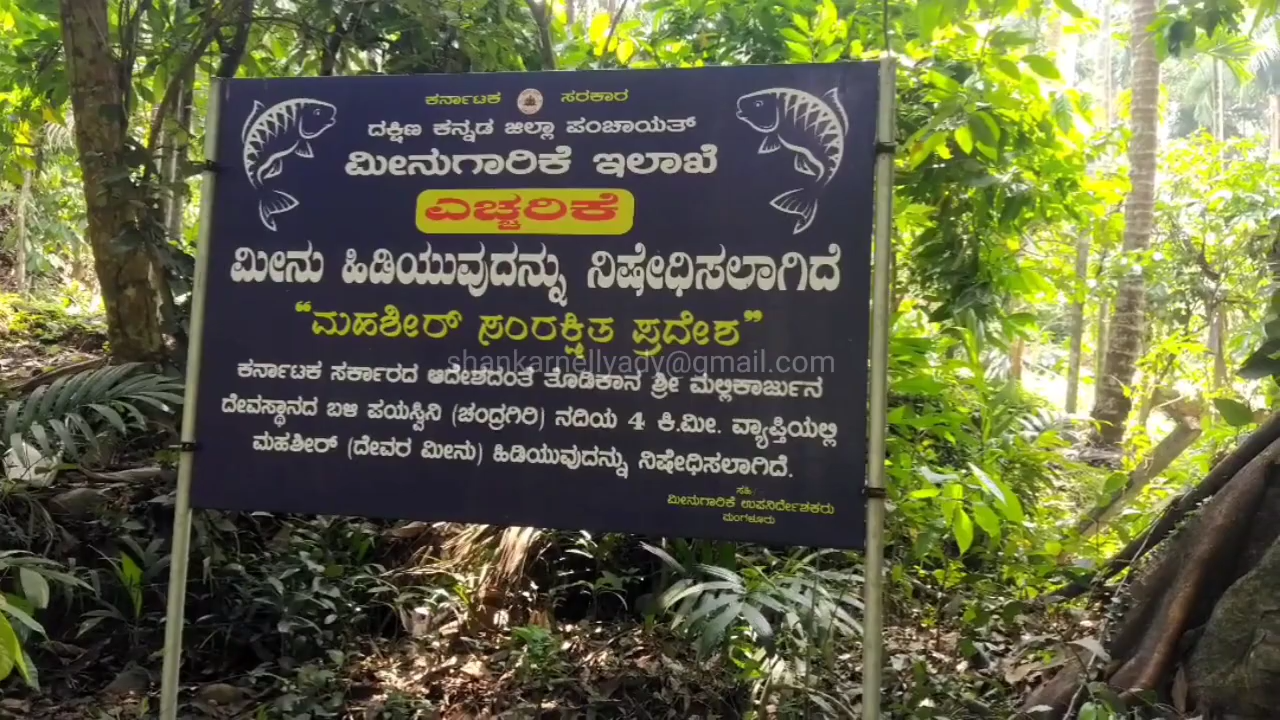 ಕರ್ನಾಟಕ ಸರಕಾರ
ದಕ್ಷಿಣ ಕನ್ನಡ ಜಿಲ್ಲಾ ಪಂಚಾಯತ್
ಮೀನುಗಾರಿಕೆ ಇಲಾಖೆ
ಎಚ್ಚರಿಕೆ
ಮೀನು ಹಿಡಿಯುವುದನ್ನು ನಿಷೇಧಿಸಲಾಗಿದೆ
“ಮಹಶೀರ್ ಸಂರಕ್ಷಿತ ಪ್ರದೇಶ”
shankarnellyady@gmail.com
ಕರ್ನಾಟಕ ಸರ್ಕಾರದ ಆದೇಶದಂತೆ ತೊಡಿಕಾನ ಶ್ರೀ ಮಲ್ಲಿಕಾರ್ಜುನ
ದೇವಸ್ಥಾನದ ಬಳಿ ಪಯಸ್ವಿನಿ (ಚಂದ್ರಗಿರಿ) ನದಿಯ 4 ಕಿ.ಮೀ. ವ್ಯಾಪ್ತಿಯಲ್ಲಿ
ಮಹಶೀರ್ (ದೇವರ ಮೀನು) ಹಿಡಿಯುವುದನ್ನು ನಿಷೇಧಿಸಲಾಗಿದೆ.
ಸಹಿ/
ಮೀನುಗಾರಿಕೆ ಉಪನಿರ್ದೇಶಕರು
ಮಂಗಳೂರು